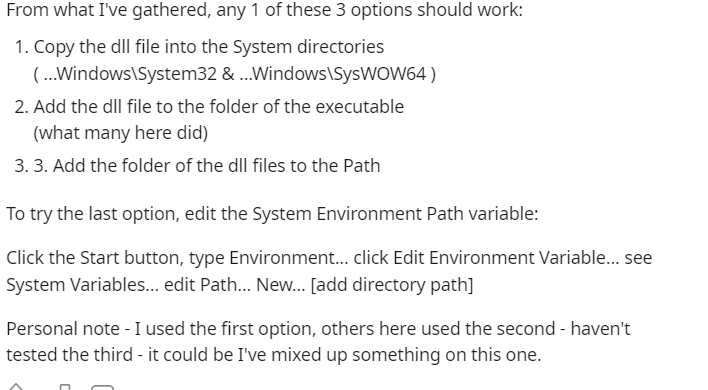 From what I've gathered, any 1 of these 3 options should work:
1. Copy the dll file into the System directories
( ...Windows\System32 & ...Windows\SysWOW64 )
2. Add the dll file to the folder of the executable
(what many here did)
3. 3. Add the folder of the dll files to the Path
To try the last option, edit the System Environment Path variable:
Click the Start button, type Environment... click Edit Environment Variable... see
System Variables... edit Path... New... [add directory path]
Personal note - I used the first option, others here used the second - haven't
tested the third - it could be I've mixed up something on this one.